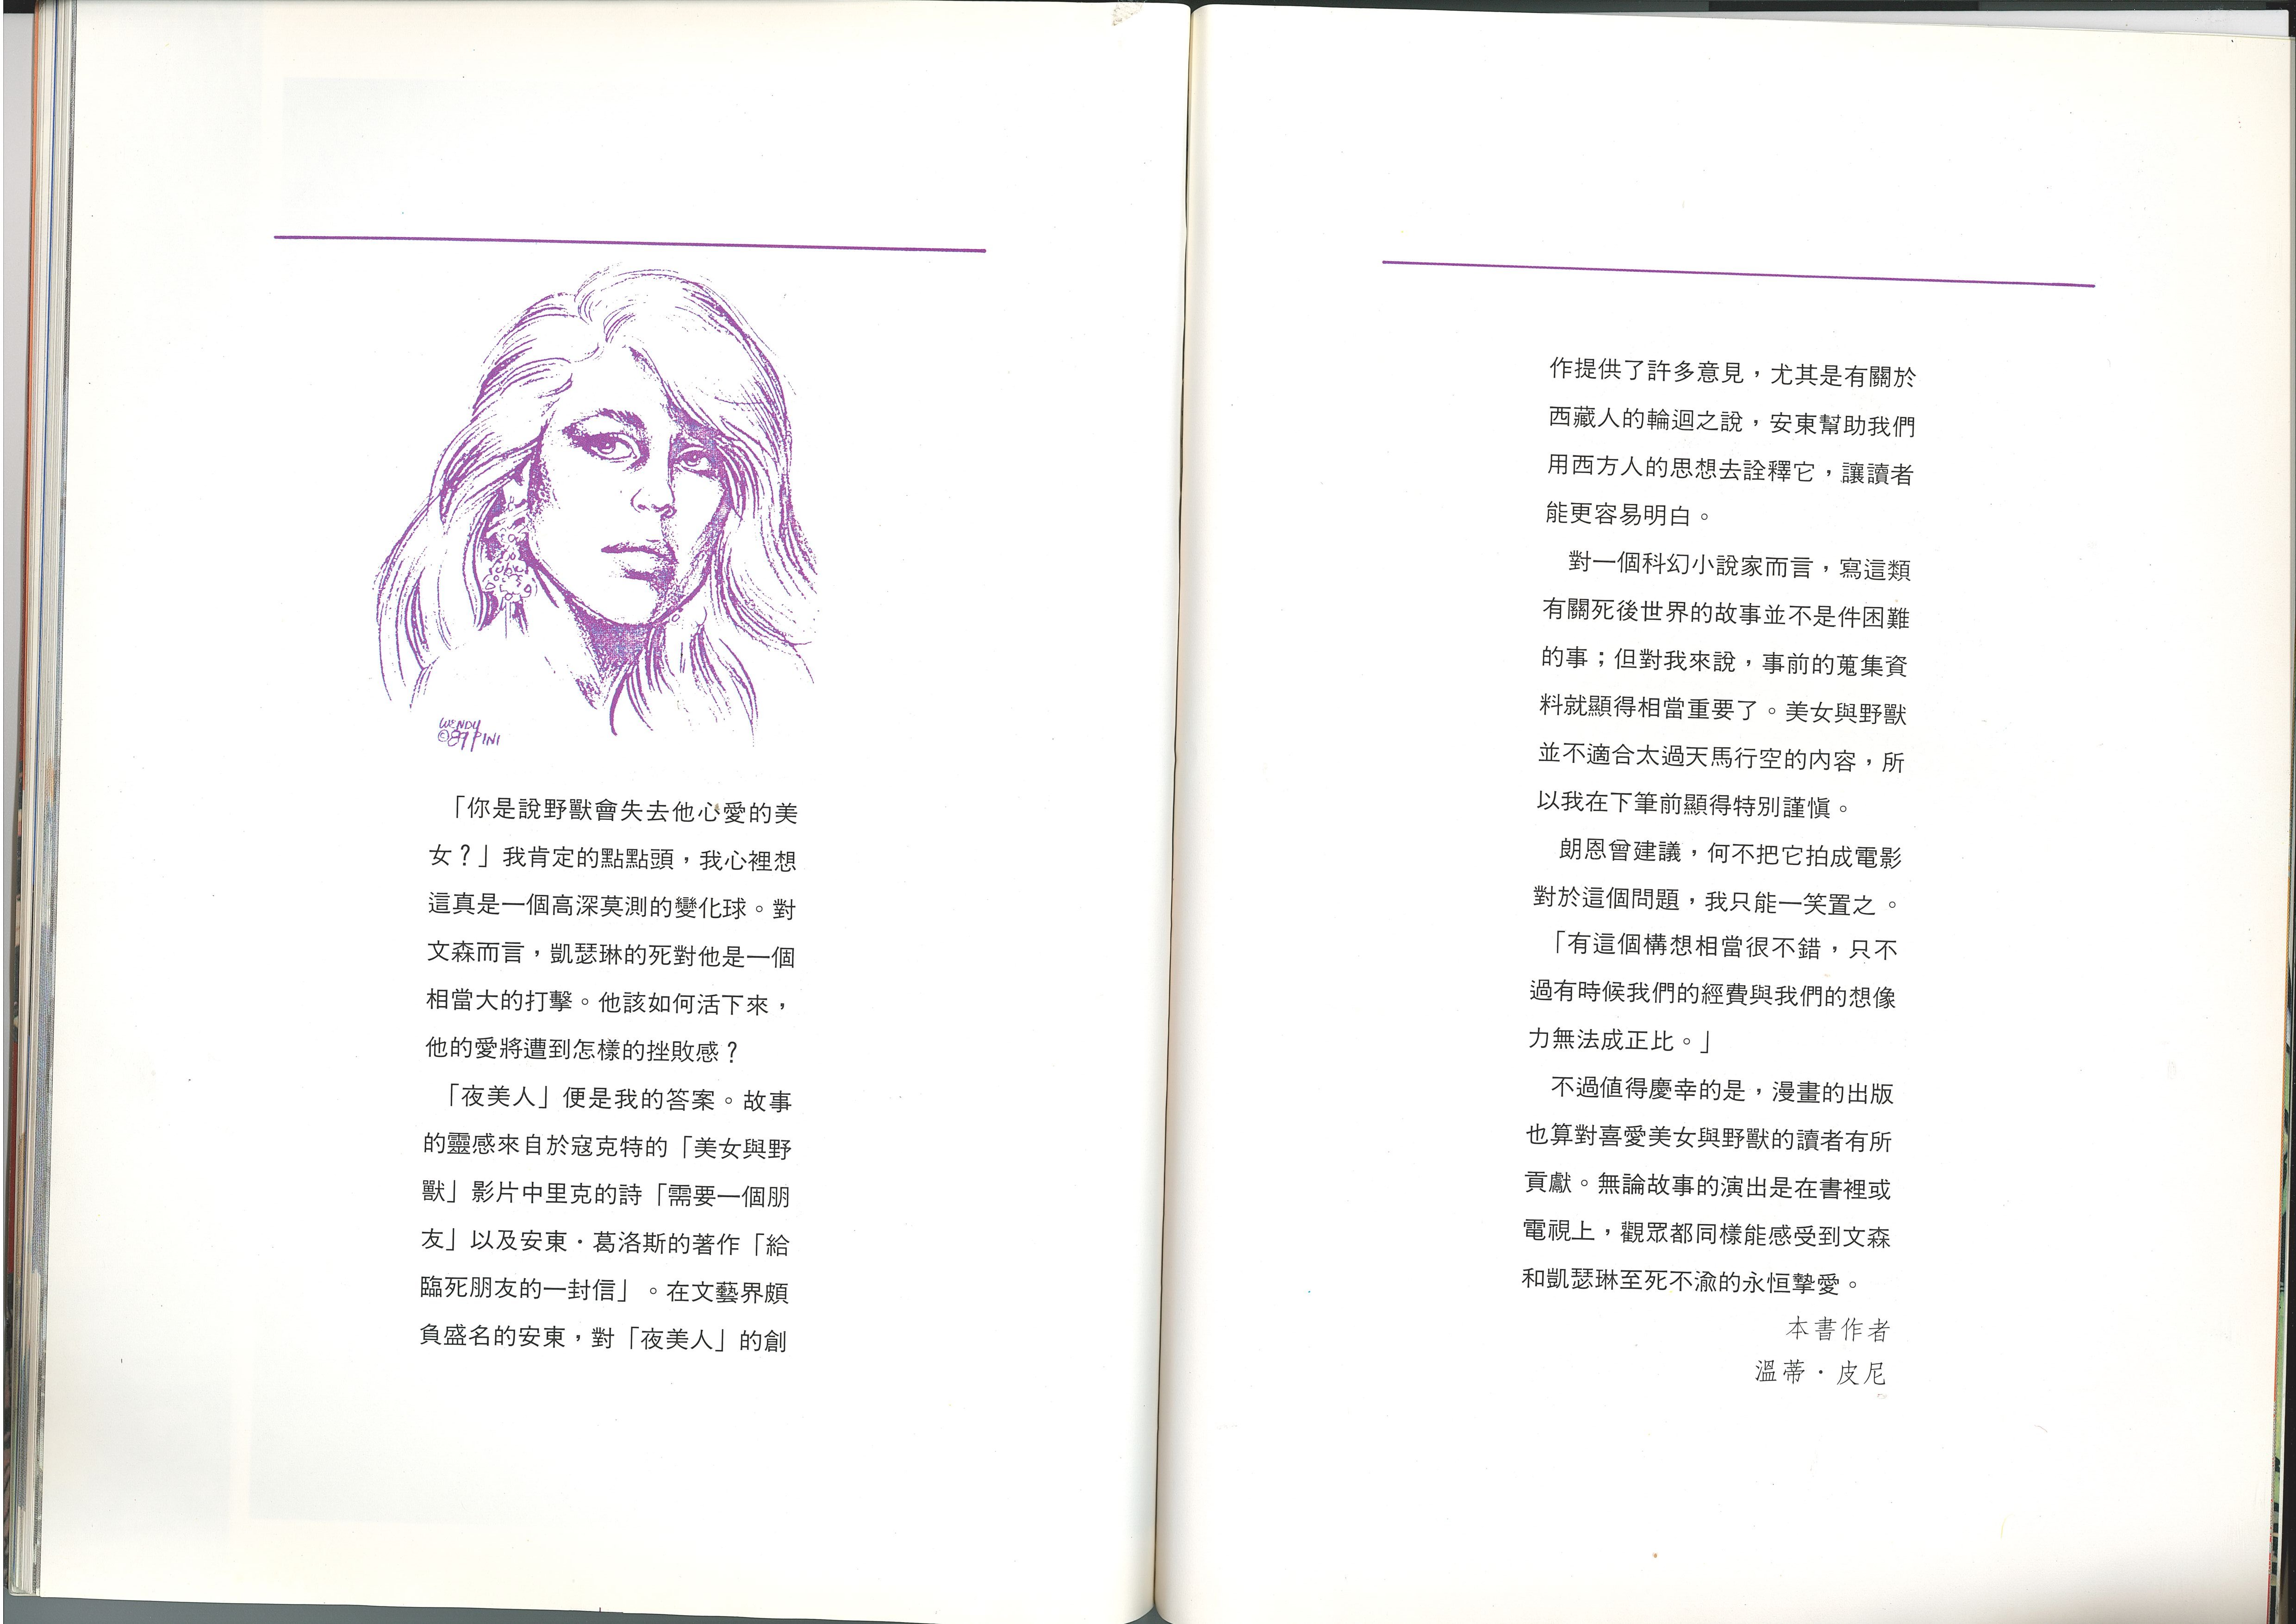 WENDY
©89 PINI
「你是說野獸會失去他心愛的美
女？」我肯定的點點頭，我心裡想
這真是一個高深莫測的變化球。對
文森而言，凱瑟琳的死對他是一個
相當大的打擊。他該如何活下來，
他的愛將遭到怎樣的挫敗感？
「夜美人」便是我的答案。故事
的靈感來自於寇克特的「美女與野
獸」影片中里克的詩「需要一個朋
友」以及安東·葛洛斯的著作「給
臨死朋友的一封信」。在文藝界頗
負盛名的安東，對「夜美人」的創
作提供了許多意見，尤其是有關於
西藏人的輪迴之說，安東幫助我們
用西方人的思想去詮釋它，讓讀者
能更容易明白。
對一個科幻小說家而言，寫這類
有關死後世界的故事並不是件困難
的事；但對我來說，事前的蒐集資
料就顯得相當重要了。美女與野獸
並不適合太過天馬行空的內容，所
以我在下筆前顯得特別謹慎。
朗恩曾建議，何不把它拍成電影
對於這個問題，我只能一笑置之。
「有這個構想相當很不錯，只不
過有時候我們的經費與我們的想像
力無法成正比。」
不過值得慶幸的是，漫畫的出版
也算對喜愛美女與野獸的讀者有所
貢獻。無論故事的演出是在書裡或
電視上，觀眾都同樣能感受到文森
和凱瑟琳至死不渝的永恒摯愛。
本書作者
溫蒂·皮尼